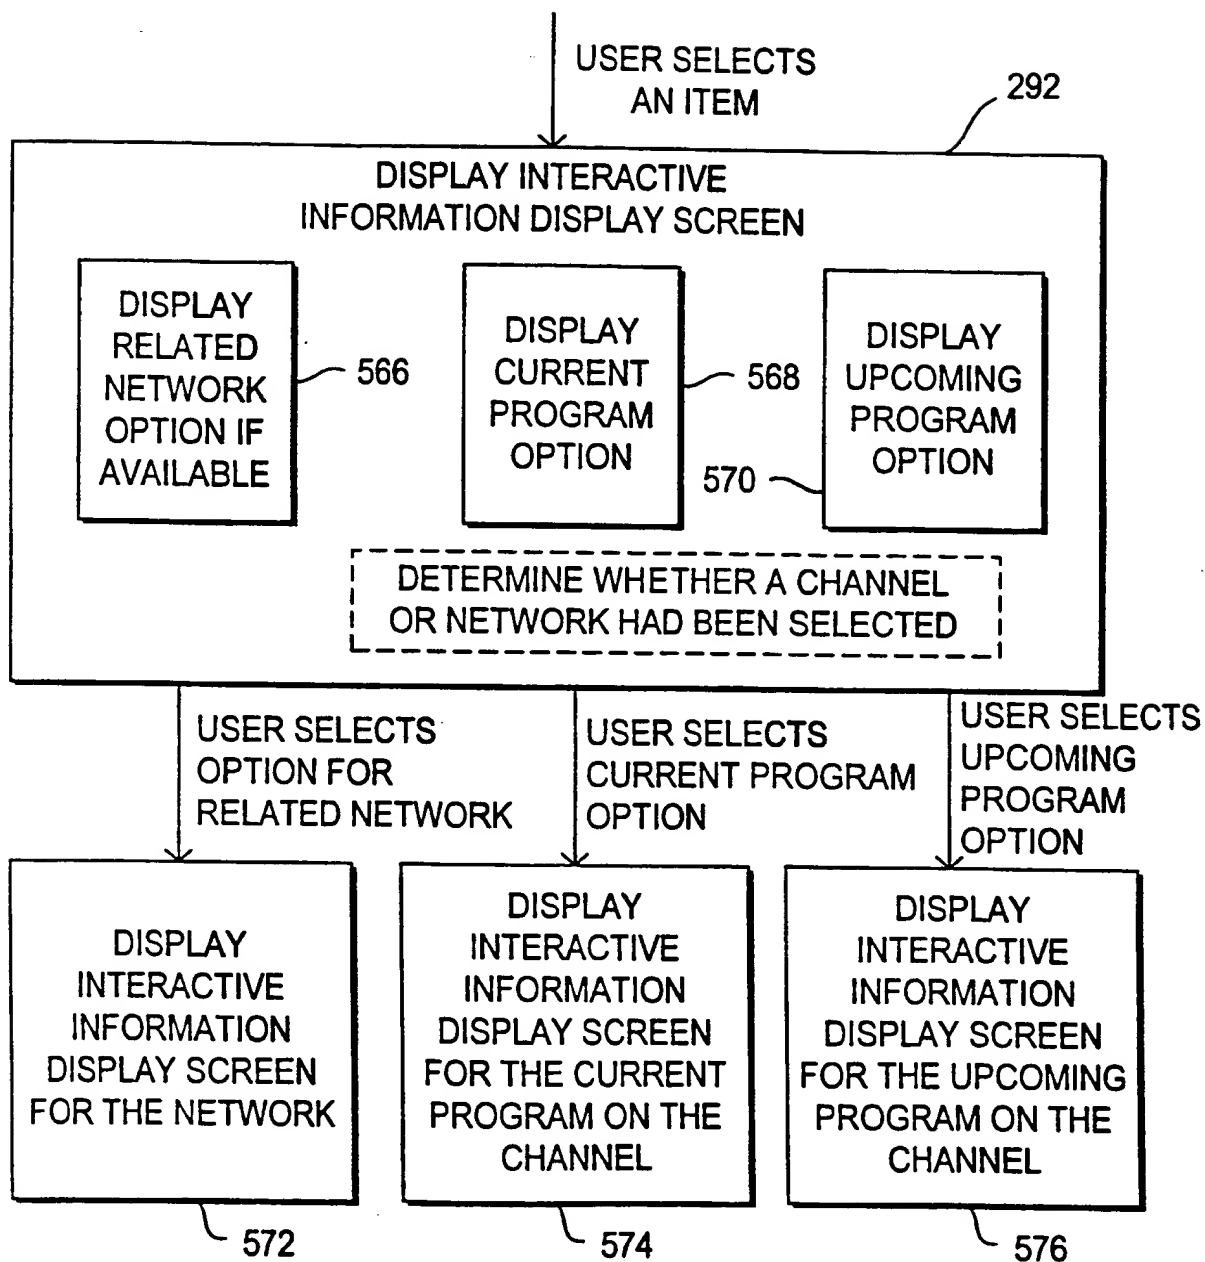 USER SELECTS
AN ITEM
292
DISPLAY INTERACTIVE
INFORMATION DISPLAY SCREEN
DISPLAY
RELATED
NETWORK
OPTION IF
AVAILABLE
566
DISPLAY
CURRENT
PROGRAM
OPTION
568
DISPLAY
UPCOMING
PROGRAM
OPTION
570
DETERMINE WHETHER A CHANNEL
OR NETWORK HAD BEEN SELECTED
USER SELECTS
OPTION FOR
RELATED NETWORK
USER SELECTS
CURRENT PROGRAM
OPTION
USER SELECTS
UPCOMING
PROGRAM
OPTION
DISPLAY
INTERACTIVE
INFORMATION
DISPLAY SCREEN
FOR THE NETWORK
572
DISPLAY
INTERACTIVE
INFORMATION
DISPLAY SCREEN
FOR THE CURRENT
PROGRAM ON THE
CHANNEL
574
DISPLAY
INTERACTIVE
INFORMATION
DISPLAY SCREEN
FOR THE UPCOMING
PROGRAM ON THE
CHANNEL
576